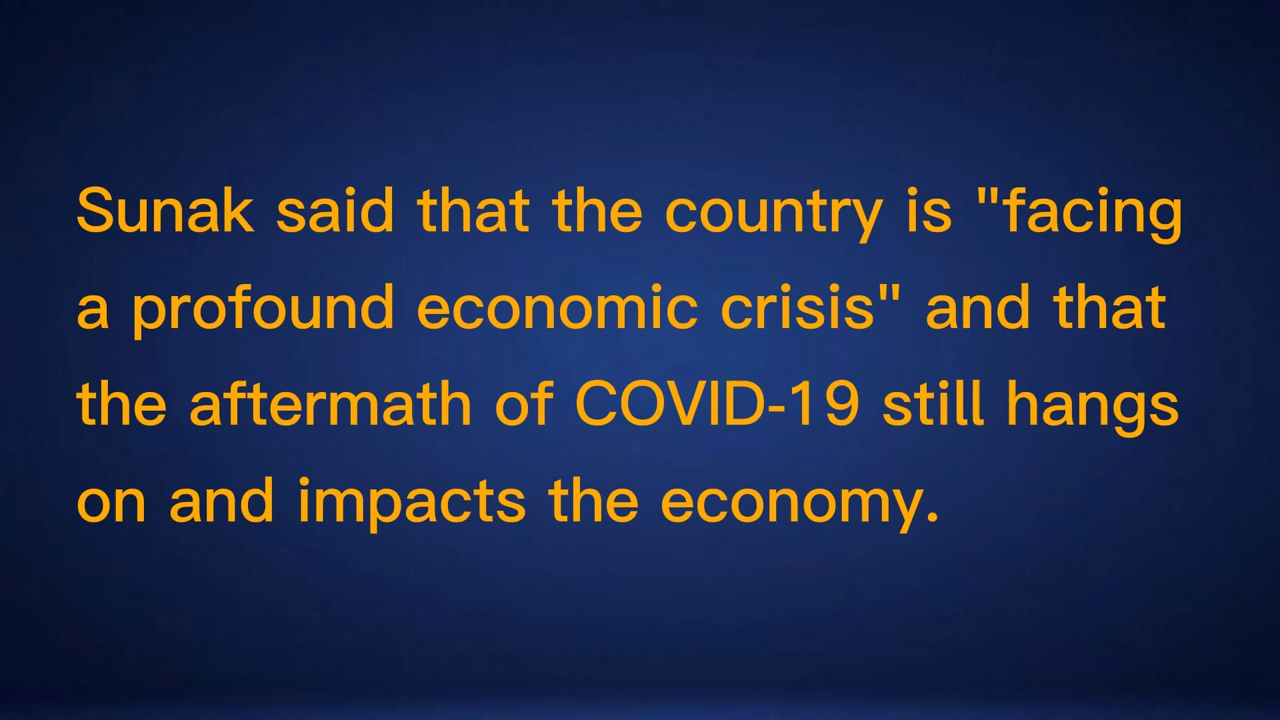 Sunak said that the country is "facing
a profound economic crisis" and that
the aftermath of COVID-19 still hangs
on and impacts the economy.